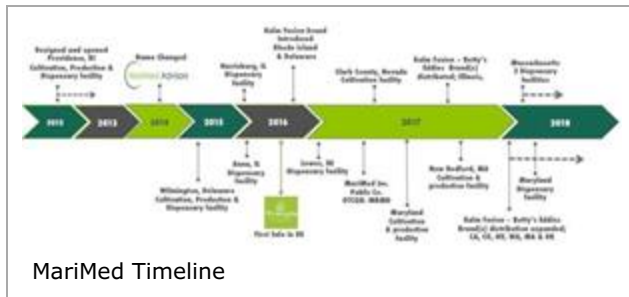 Designed and opened
Providence, RI
Cultivation, Production &
Dispensary facility
Name Changed
Advisors
Harrisburg, IL
Dispensary
facility
Kalm Fusion Brand
Introduced
Rhode Island
& Delaware
Clark County, Nevada
Cultivation facility
Kalm Fusion – Betty's
Eddies Brand(s)
distributed; Illinois,
Massachusetts
2 Dispensary
facilities
2013
2014
2015
2016
2017
2018
Wilmington, Delaware
Cultivation, Production &
Dispensary facility
Anna, IL
Dispensary
facility
First Sale in DE
Lewes, DE
Dispensary
facility
MariMed Inc.
Public Co.
OTCQB: MRMD
Maryland
Cultivation
& production
facility
New Bedford, MA
Cultivation &
production facility
Maryland
Dispensary
facility
Kalm Fusion – Betty's Eddies
Brand(s) distribution expanded;
MariMed Timeline